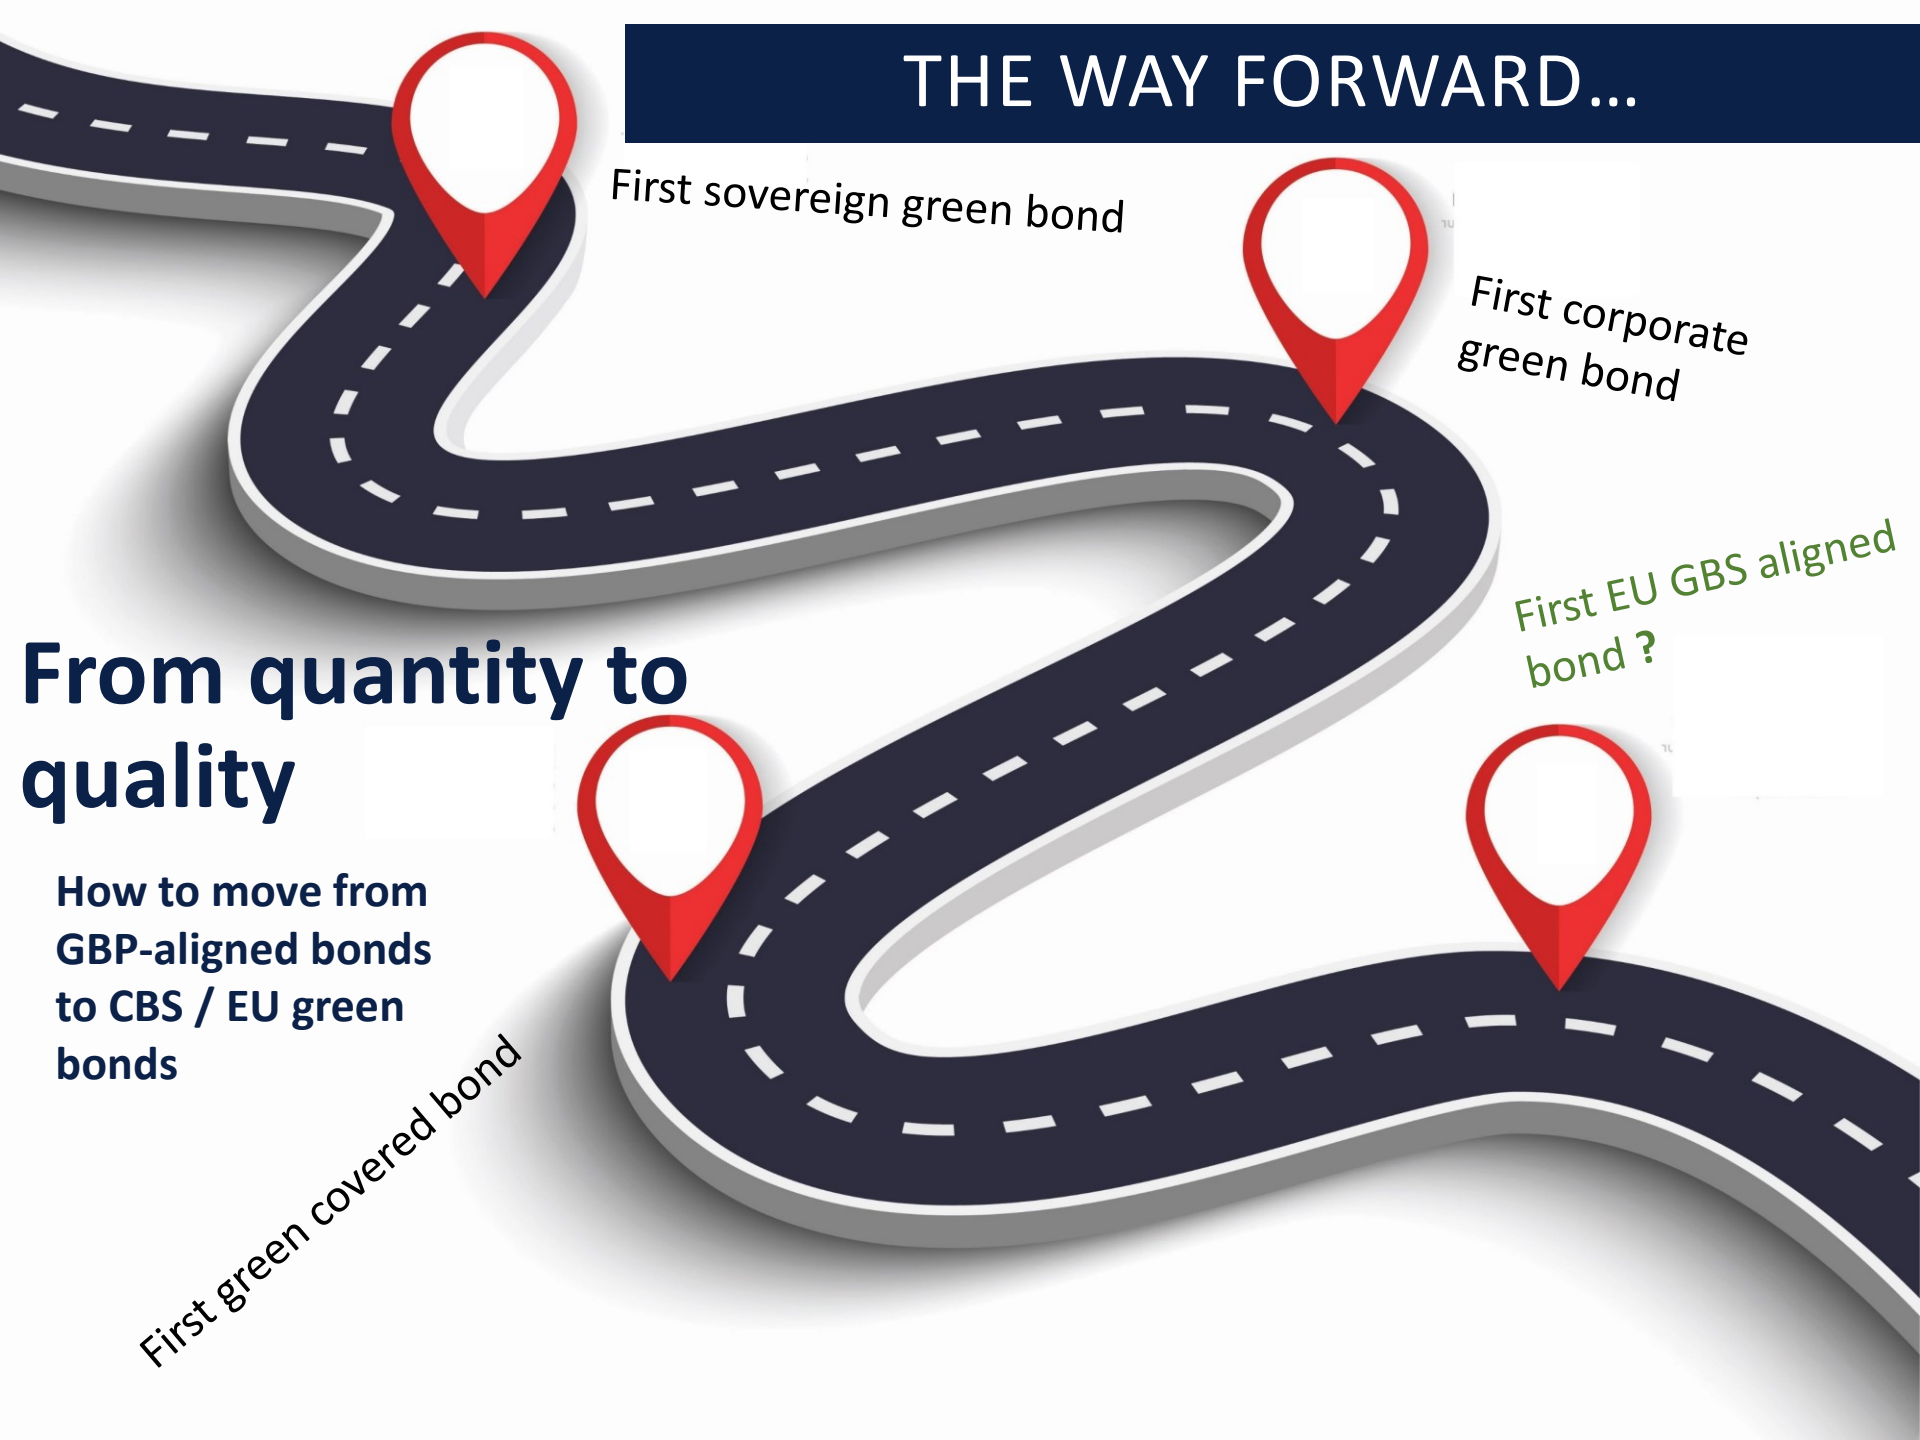 THE WAY FORWARD…
First sovereign green bond
First corporate
green bond
First EU GBS aligned
bond ?
From quantity to
quality
How to move from
GBP-aligned bonds
to CBS / EU green
bonds
First green covered bond